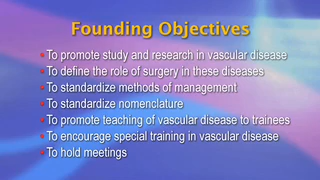 Founding Objectives
• To promote study and research in vascular disease
• To define the role of surgery in these diseases
• To standardize methods of management
• To standardize nomenclature
• To promote teaching of vascular disease to trainees
• To encourage special training in vascular disease
• To hold meetings